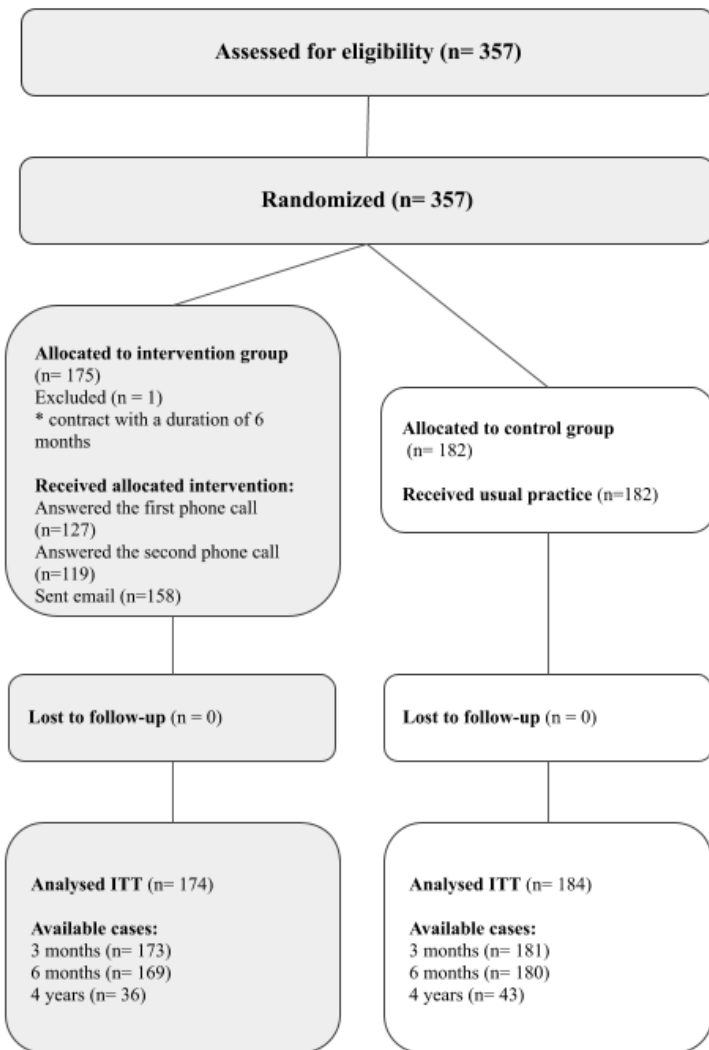 Assessed for eligibility (n= 357)
Randomized (n= 357)
Allocated to intervention group
(n= 175)
Excluded (n = 1)
* contract with a duration of 6
months
Received allocated intervention:
Answered the first phone call
(n=127)
Answered the second phone call
(n=119)
Sent email (n=158)
Allocated to control group
(n= 182)
Received usual practice (n=182)
Lost to follow-up (n = 0)
Lost to follow-up (n = 0)
Analysed ITT (n= 174)
Available cases:
3 months (n= 173)
6 months (n= 169)
4 years (n= 36)
Analysed ITT (n= 184)
Available cases:
3 months (n= 181)
6 months (n= 180)
4 years (n= 43)